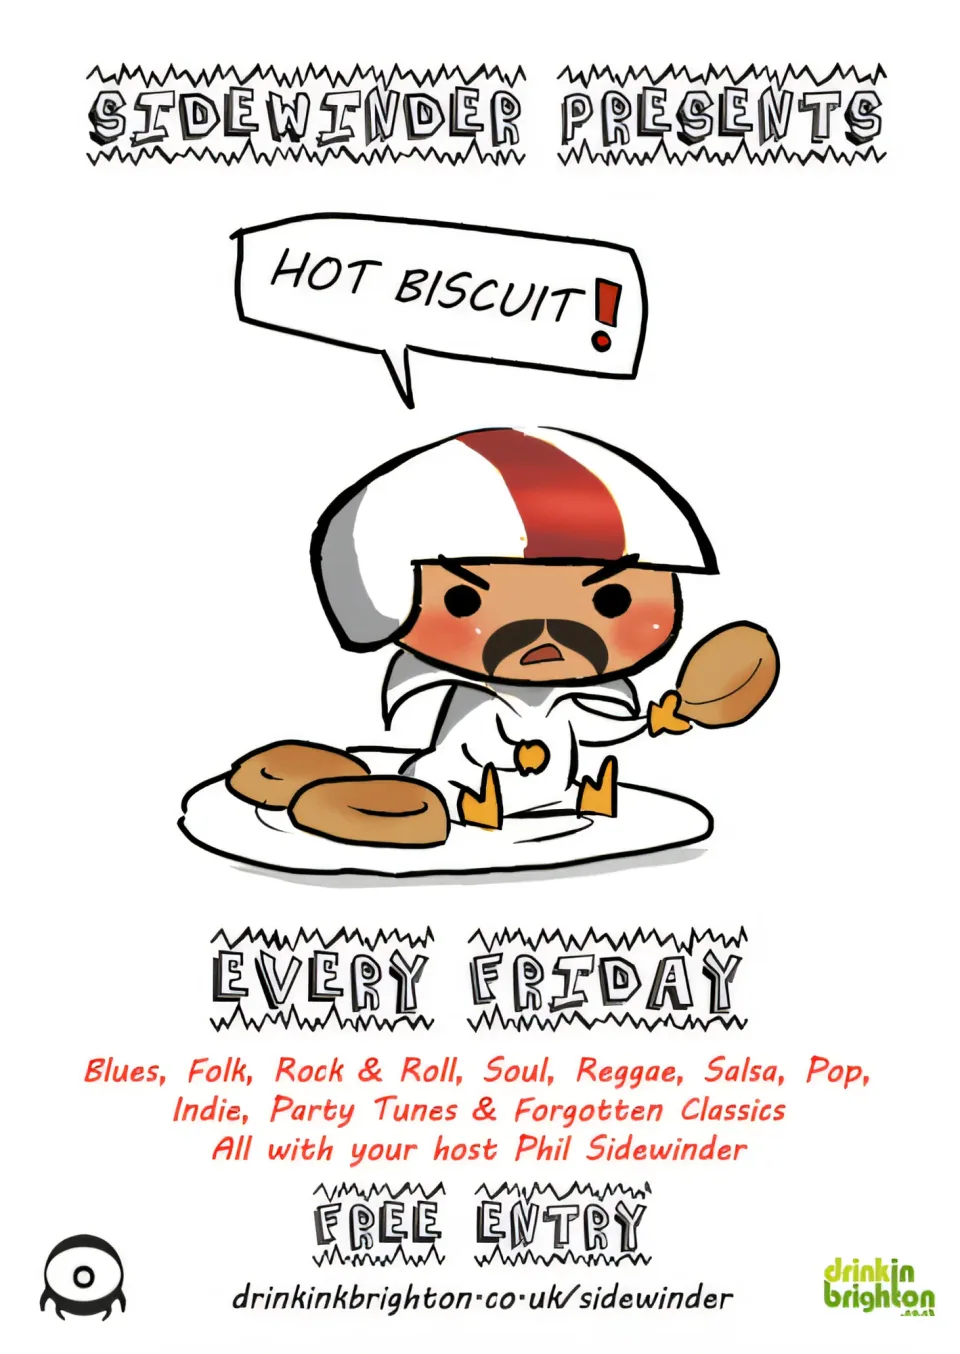 SIDEWINDER PRESENTS
HOT BISCUIT!
EVERY FRIDAY
Blues, Folk, Rock & Roll, Soul, Reggae, Salsa, Pop,
Indie, Party Tunes & Forgotten Classics
All with your host Phil Sidewinder
FREE ENTRY
drinkinkbrighton.co.uk/sidewinder
drinkin
brighton